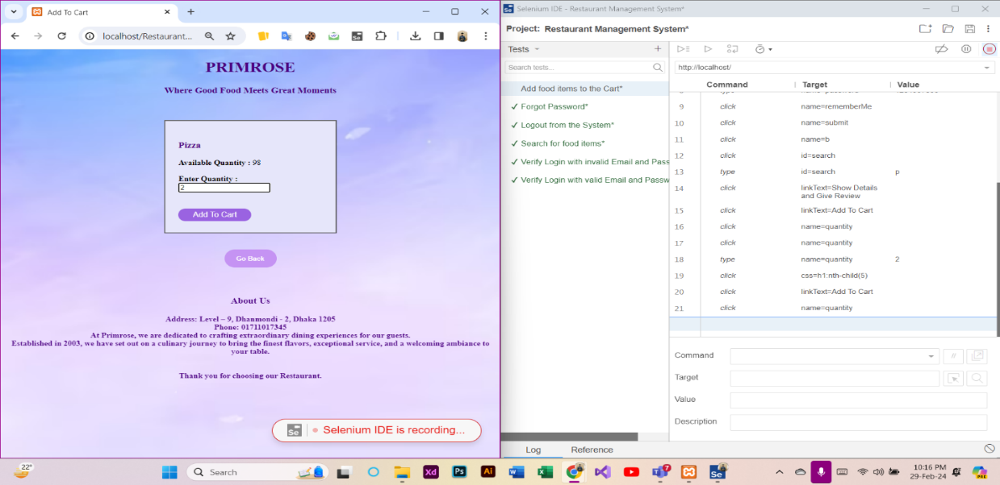 Add To Cart
localhost/Restaurant...
PRIMROSE
Where Good Food Meets Great Moments
Pizza
Available Quantity : 98
Enter Quantity :
2
Add To Cart
Go Back
About Us
Address: Level – 9, Dhanmondi - 2, Dhaka 1205
Phone: 01711017345
At Primrose, we are dedicated to crafting extraordinary dining experiences for our guests.
Established in 2003, we have set out on a culinary journey to bring the finest flavors, exceptional service, and a welcoming ambiance to
your table.
Thank you for choosing our Restaurant.
Se Selenium IDE is recording...
Se Selenium IDE - Restaurant Management System*
Project: Restaurant Management System*
Tests
Search tests...
Add food items to the Cart*
✓ Forgot Password*
✓ Logout from the System*
✓ Search for food items*
✓ Verify Login with invalid Email and Pass
✓ Verify Login with valid Email and Passw
http://localhost/
Command Target Value
9 click name=rememberMe
10 click name=submit
11 click name=b
12 click id=search
13 type id=search p
14 click linkText=Show Details
and Give Review
15 click linkText=Add To Cart
16 click name=quantity
17 click name=quantity
18 type name=quantity 2
19 click css=h1:nth-child(5)
20 click linkText=Add To Cart
21 click name=quantity
Command
//
Target
Value
Description
Log Reference
22°
Search
Xd
Ps
Ai
7
Se
10:16 PM
29-Feb-24
PRE